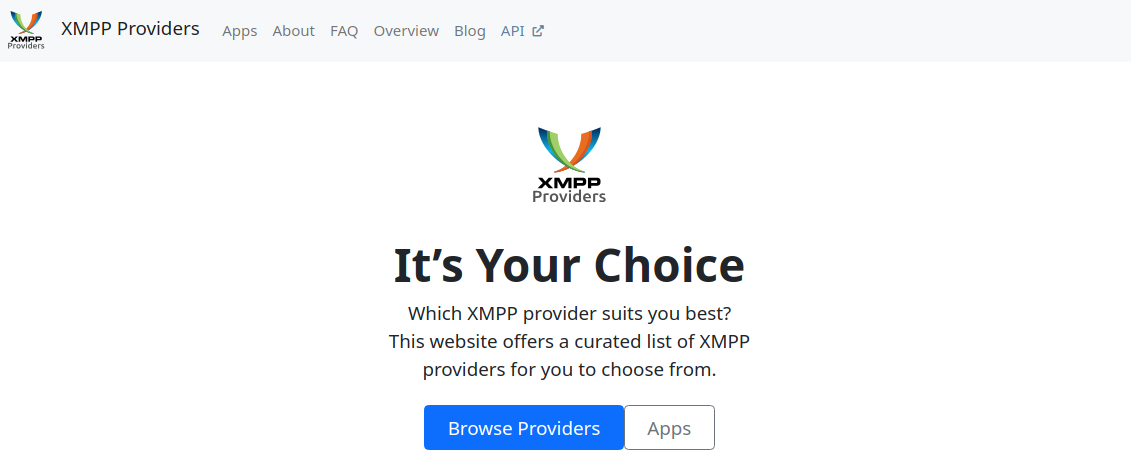 XMPP
Providers
XMPP Providers
Apps
About
FAQ
Overview
Blog
API
XMPP
Providers
It’s Your Choice
Which XMPP provider suits you best?
This website offers a curated list of XMPP
providers for you to choose from.
Browse Providers
Apps